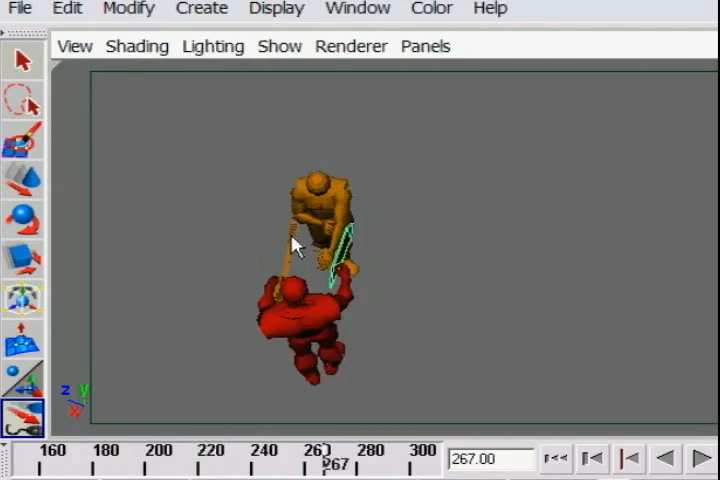 File Edit Modify Create Display Window Color Help
View Shading Lighting Show Renderer Panels
z y
x
160 180 200 220 240 260 280 300
267
267.00